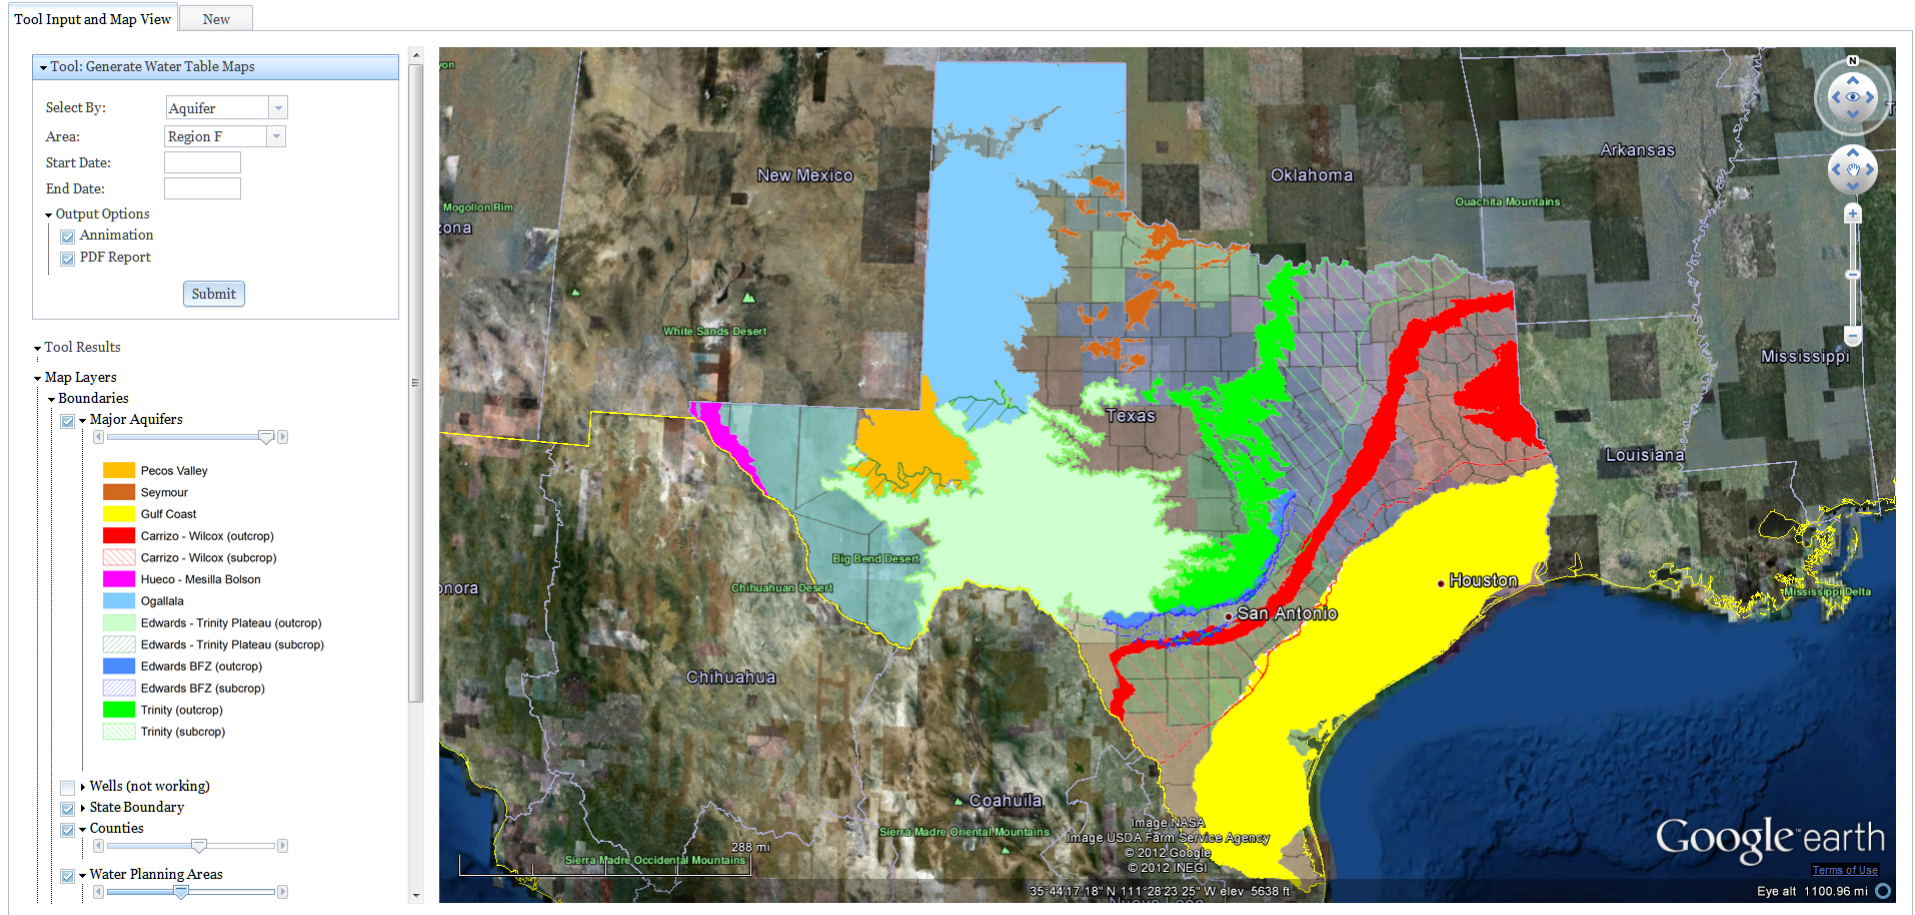 Tool Input and Map View
New
Tool: Generate Water Table Maps
Select By:
Aquifer
Area:
Region F
Start Date:
End Date:
Output Options
Annimation
PDF Report
Submit
Tool Results
Map Layers
Boundaries
Major Aquifers
Pecos Valley
Seymour
Gulf Coast
Carrizo - Wilcox (outcrop)
Carrizo - Wilcox (subcrop)
Hueco - Mesilla Bolson
Ogallala
Edwards - Trinity Plateau (outcrop)
Edwards - Trinity Plateau (subcrop)
Edwards BFZ (outcrop)
Edwards BFZ (subcrop)
Trinity (outcrop)
Trinity (subcrop)
Wells (not working)
State Boundary
Counties
Water Planning Areas
yon
N
T
Arkansas
New Mexico
Oklahoma
Mogollon Rim
Ouachita Mountains
zona
White Sands Desert
Mississippi
Texas
Louisiana
Big Bend Desert
Chihuahuan Desert
onora
Houston
Mississippi Delta
San Antonio
Chihuahua
Coahuila
Sierra Madre Oriental Mountains
288 mi
Sierra Madre Occidental Mountains
Image NASA
Image USDA Farm Service Agency
© 2012 Google
© 2012 INEGI
Google earth
Terms of Use
35°44'17.18" N 111°28'23.25" W elev 5638 ft
Eye alt 1100.96 mi
Nuevo Leon